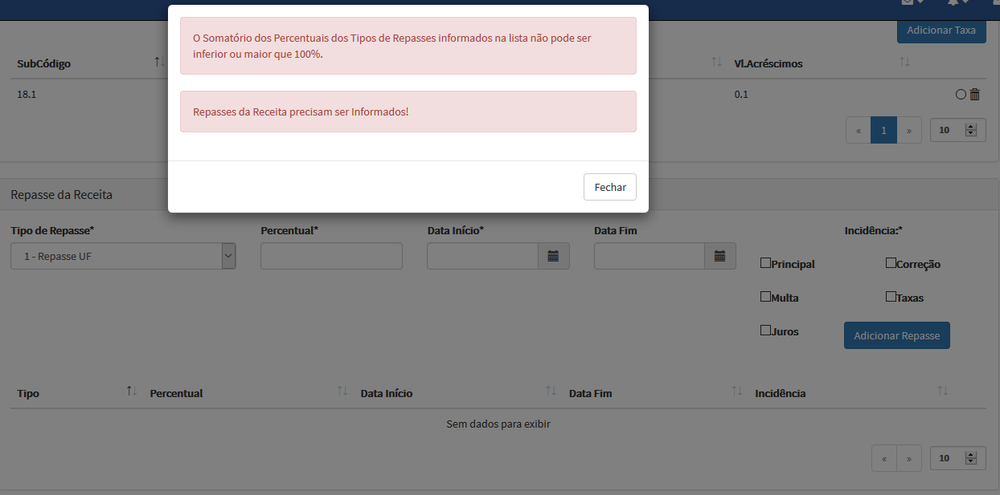 O Somatório dos Percentuais dos Tipos de Repasses informados na lista não pode ser
inferior ou maior que 100%.
Repasses da Receita precisam ser Informados!
Fechar
Adicionar Taxa
SubCódigo
Vl.Acréscimos
18.1
0.1
« 1 »
10
Repasse da Receita
Tipo de Repasse*
Percentual*
Data Início*
Data Fim
Incidência:*
1 - Repasse UF
Principal
Correção
Multa
Taxas
Juros
Adicionar Repasse
Tipo
Percentual
Data Início
Data Fim
Incidência
Sem dados para exibir
« »
10